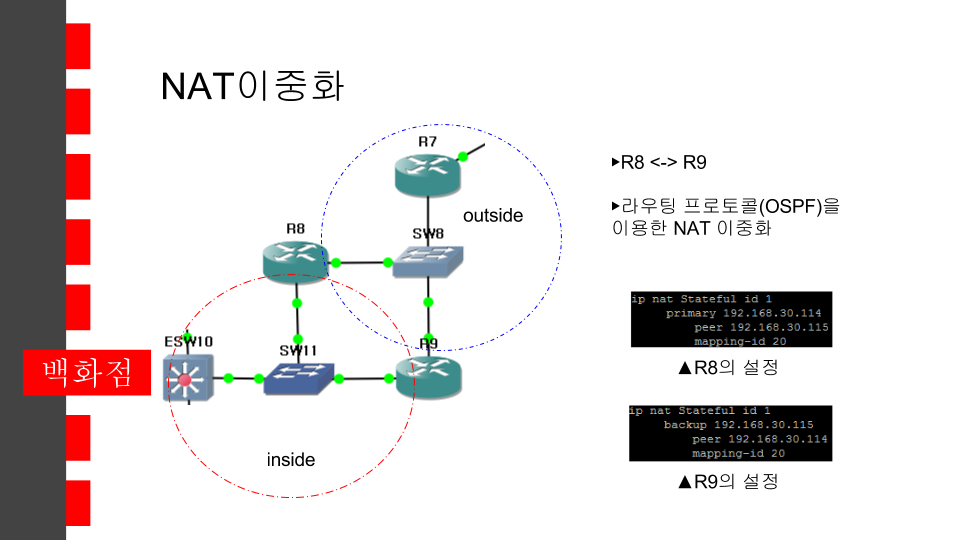 NAT이중화
R7
outside
SW8
R8
R9
ESW10
SW11
inside
백화점
▶R8 <-> R9
▶라우팅 프로토콜(OSPF)을
이용한 NAT 이중화
ip nat Stateful id 1
primary 192.168.30.114
peer 192.168.30.115
mapping-id 20
▲R8의 설정
ip nat Stateful id 1
backup 192.168.30.115
peer 192.168.30.114
mapping-id 20
▲R9의 설정